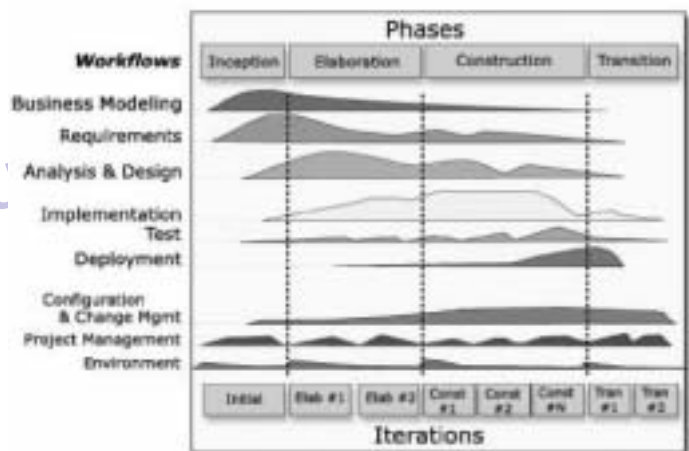 Phases
Workflows Inception Elaboration Construction Transition
Business Modeling
Requirements
Analysis & Design
Implementation
Test
Deployment
Configuration
& Change Mgmt
Project Management
Environment
Initial Elab #1 Elab #2 Const #1 Const #2 Const #N Tran #1 Tran #2
Iterations